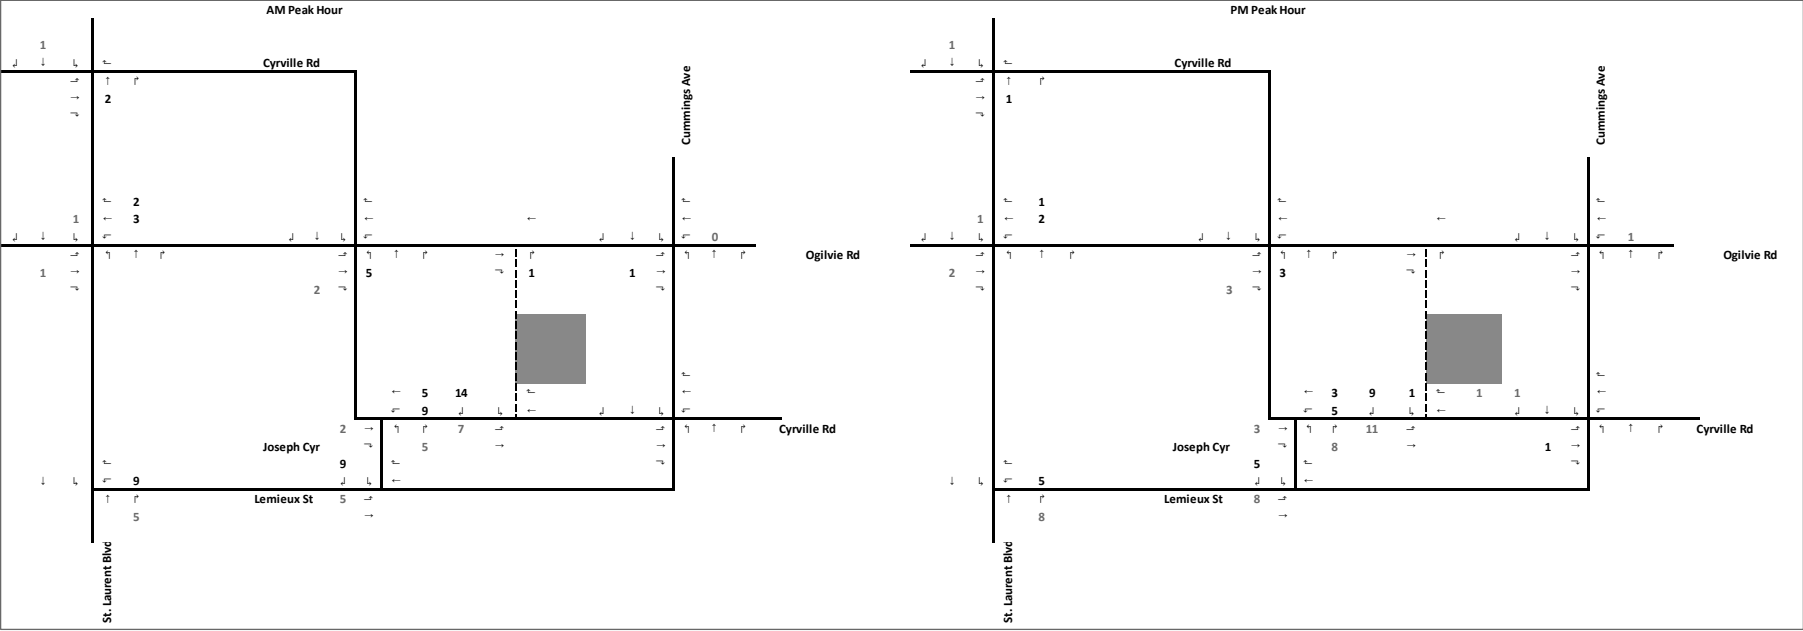 AM Peak Hour
PM Peak Hour
1
1
Cyrville Rd
Cyrville Rd
2
1
Cummings Ave
Cummings Ave
2
1
1 3
1 2
0
1
Ogilvie Rd
Ogilvie Rd
1 5 1 1
2 3
2
3
5 14
3 9 1 1 1
9
5
2 7 Cyrville Rd
3 11 Cyrville Rd
Joseph Cyr 5
Joseph Cyr 8 1
9
5
9
5
Lemieux St 5
Lemieux St 8
5
8
St. Laurent Blvd
St. Laurent Blvd